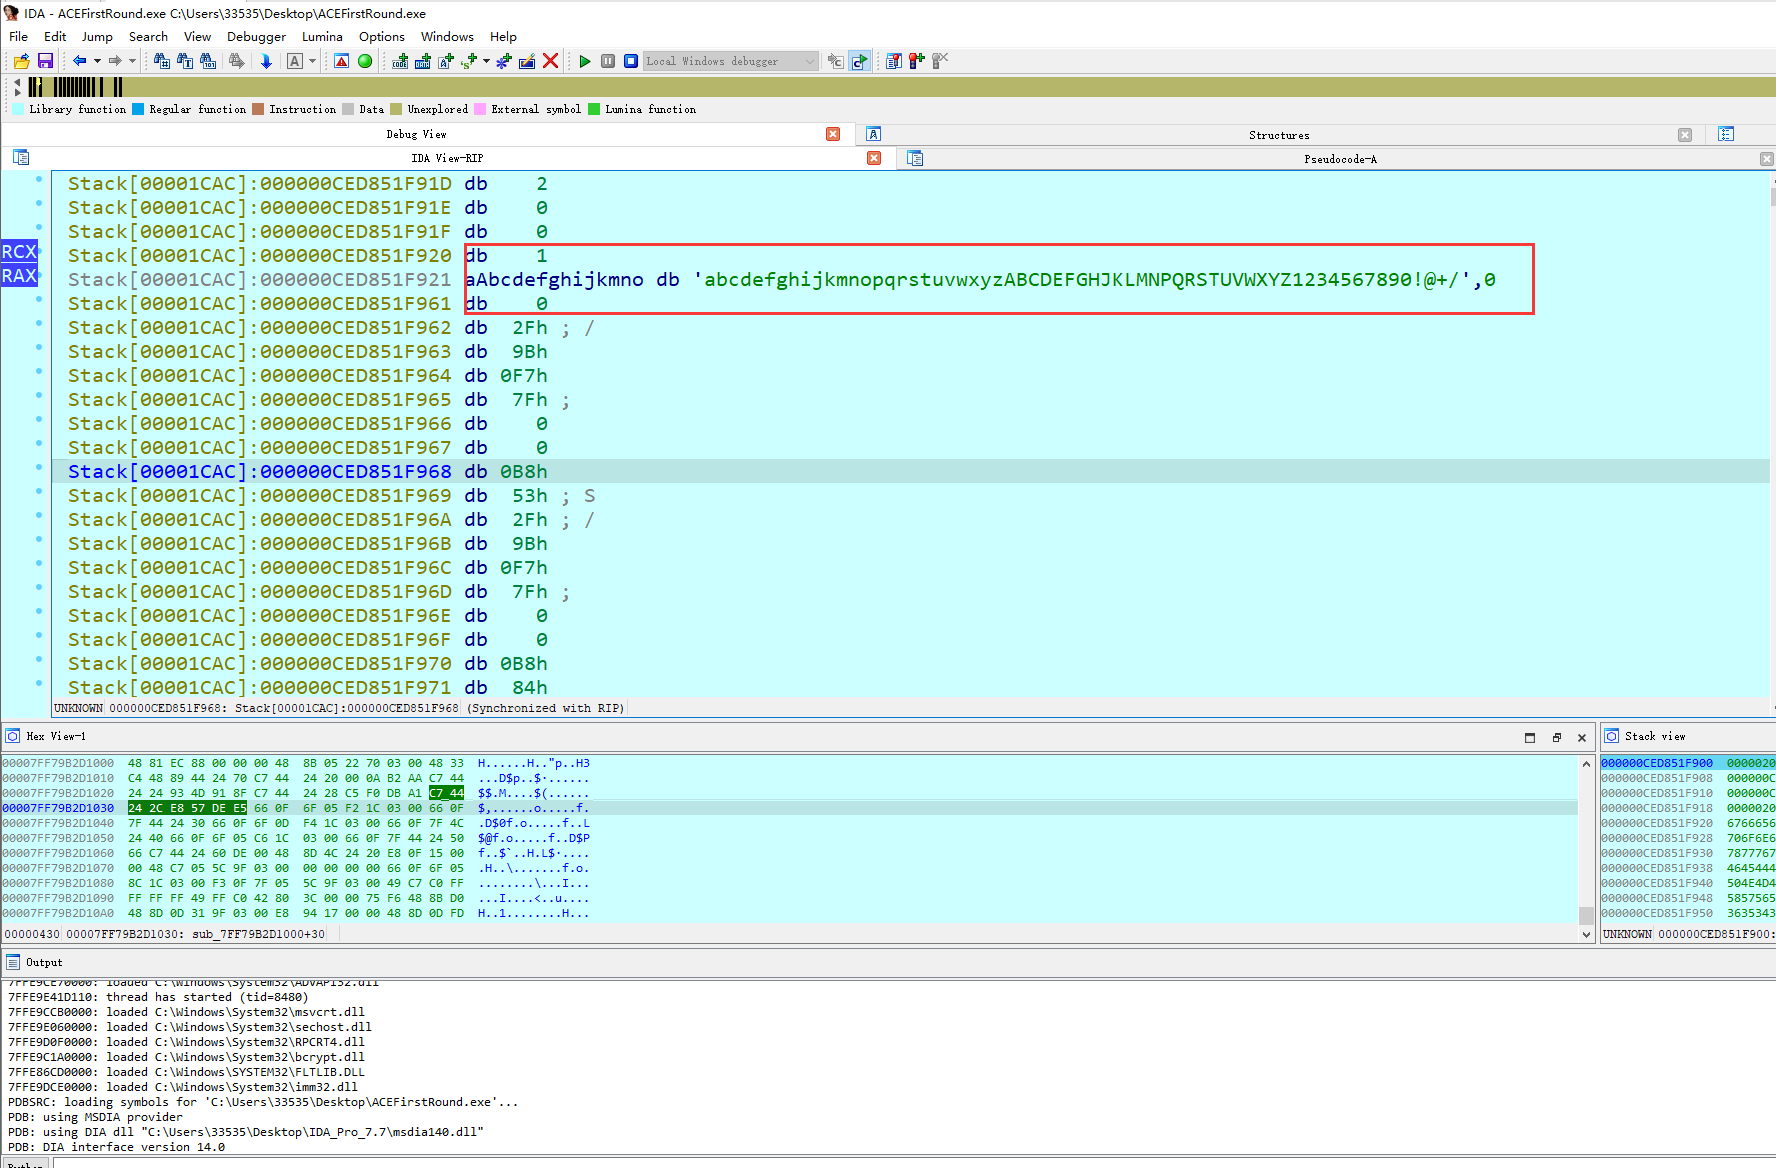 IDA - ACEFirstRound.exe C:\Users\33535\Desktop\ACEFirstRound.exe
File Edit Jump Search View Debugger Lumina Options Windows Help
Local Windows debugger
Library function Regular function Instruction Data Unexplored External symbol Lumina function
Debug View Structures
IDA View-RIP Pseudocode-A
Stack[00001CAC]:000000CED851F91D db 2
Stack[00001CAC]:000000CED851F91E db 0
Stack[00001CAC]:000000CED851F91F db 0
RCX Stack[00001CAC]:000000CED851F920 db 1
RAX Stack[00001CAC]:000000CED851F921 aAbcdefghijkmno db 'abcdefghijkmnopqrstuvwxyzABCDEFGHJKLMNPQRSTUVWXYZ1234567890!@+/',0
Stack[00001CAC]:000000CED851F961 db 0
Stack[00001CAC]:000000CED851F962 db 2Fh ; /
Stack[00001CAC]:000000CED851F963 db 9Bh
Stack[00001CAC]:000000CED851F964 db 0F7h
Stack[00001CAC]:000000CED851F965 db 7Fh ;
Stack[00001CAC]:000000CED851F966 db 0
Stack[00001CAC]:000000CED851F967 db 0
Stack[00001CAC]:000000CED851F968 db 0B8h
Stack[00001CAC]:000000CED851F969 db 53h ; S
Stack[00001CAC]:000000CED851F96A db 2Fh ; /
Stack[00001CAC]:000000CED851F96B db 9Bh
Stack[00001CAC]:000000CED851F96C db 0F7h
Stack[00001CAC]:000000CED851F96D db 7Fh ;
Stack[00001CAC]:000000CED851F96E db 0
Stack[00001CAC]:000000CED851F96F db 0
Stack[00001CAC]:000000CED851F970 db 0B8h
Stack[00001CAC]:000000CED851F971 db 84h
UNKNOWN 000000CED851F968: Stack[00001CAC]:000000CED851F968 (Synchronized with RIP)
Hex View-1
00007FF79B2D1000 48 81 EC 88 00 00 00 48 8B 05 22 70 03 00 48 33 H......H.."p..H3
00007FF79B2D1010 C4 48 89 44 24 70 C7 44 24 20 00 0A B2 AA C7 44 ...D$p..$·......
00007FF79B2D1020 24 24 93 4D 91 8F C7 44 24 28 C5 F0 DB A1 C7 44 $$.M....$(......
00007FF79B2D1030 24 2C E8 57 DE E5 66 0F 6F 05 F2 1C 03 00 66 0F $,......o.....f.
00007FF79B2D1040 7F 44 24 30 66 0F 6F 0D F4 1C 03 00 66 0F 7F 4C .D$0f.o.....f..L
00007FF79B2D1050 24 40 66 0F 6F 05 C6 1C 03 00 66 0F 7F 44 24 50 $@f.o.....f..D$P
00007FF79B2D1060 66 C7 44 24 60 DE 00 48 8D 4C 24 20 E8 0F 15 00 f..$`..H.L$·....
00007FF79B2D1070 00 48 C7 05 5C 9F 03 00 00 00 00 00 66 0F 6F 05 .H..\.......f.o.
00007FF79B2D1080 8C 1C 03 00 F3 0F 7F 05 5C 9F 03 00 49 C7 C0 FF ........\...I...
00007FF79B2D1090 FF FF FF 49 FF C0 42 80 3C 00 00 75 F6 48 8B D0 ...I....<..u....
00007FF79B2D10A0 48 8D 0D 31 9F 03 00 E8 94 17 00 00 48 8D 0D FD H..1........H...
00000430 00007FF79B2D1030: sub_7FF79B2D1000+30
Stack view
000000CED851F900 0000020
000000CED851F908 000000C
000000CED851F910 000000C
000000CED851F918 0000020
000000CED851F920 6766656
000000CED851F928 706F6E6
000000CED851F930 7877767
000000CED851F938 4645444
000000CED851F940 504E4D4
000000CED851F948 5857565
000000CED851F950 3635343
UNKNOWN 000000CED851F900:
Output
7FFE9CE70000: loaded C:\Windows\System32\ADVAPI32.dll
7FFE9E41D110: thread has started (tid=8480)
7FFE9CCB0000: loaded C:\Windows\System32\msvcrt.dll
7FFE9E060000: loaded C:\Windows\System32\sechost.dll
7FFE9D0F0000: loaded C:\Windows\System32\RPCRT4.dll
7FFE9C1A0000: loaded C:\Windows\System32\bcrypt.dll
7FFE86CD0000: loaded C:\Windows\SYSTEM32\FLTLIB.DLL
7FFE9DCE0000: loaded C:\Windows\System32\imm32.dll
PDBSRC: loading symbols for 'C:\Users\33535\Desktop\ACEFirstRound.exe'...
PDB: using MSDIA provider
PDB: using DIA dll "C:\Users\33535\Desktop\IDA_Pro_7.7\msdia140.dll"
PDB: DIA interface version 14.0
Python